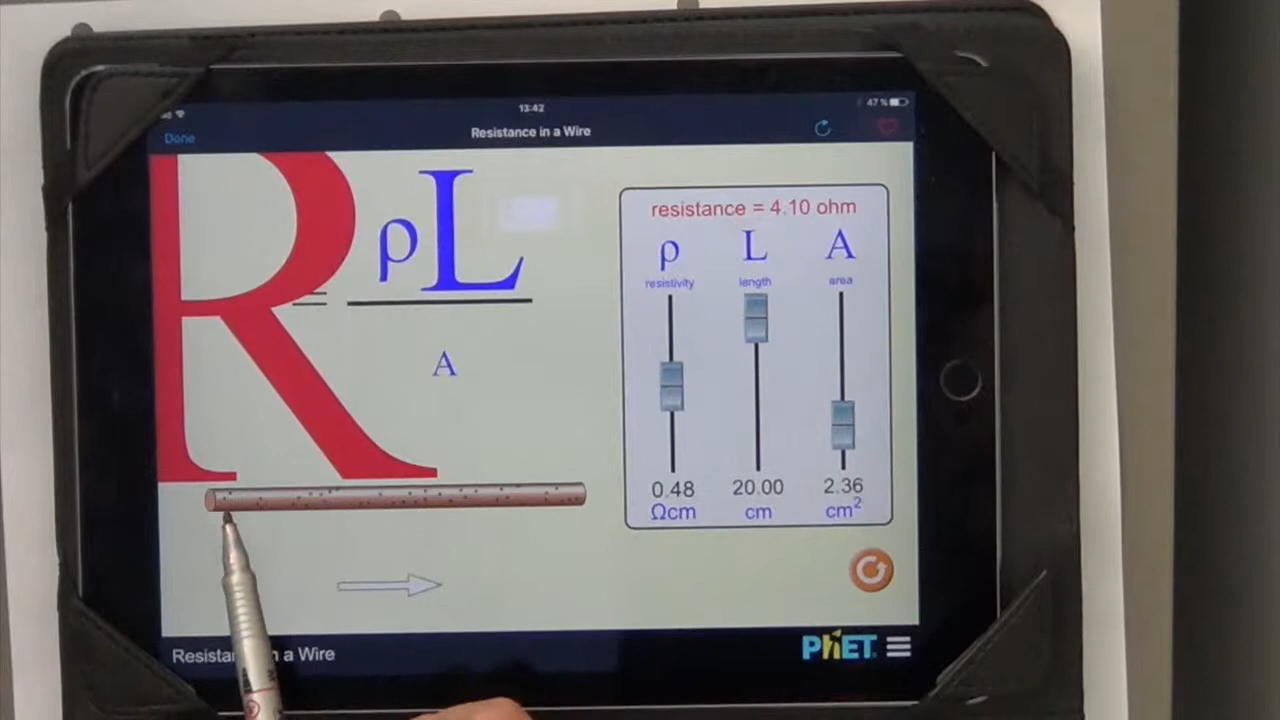 13:42
47%
Done
Resistance in a Wire
R = ρL
A
resistance = 4.10 ohm
ρ L A
resistivity length area
0.48 20.00 2.36
Ωcm cm cm²
PhET
Resista n a Wire